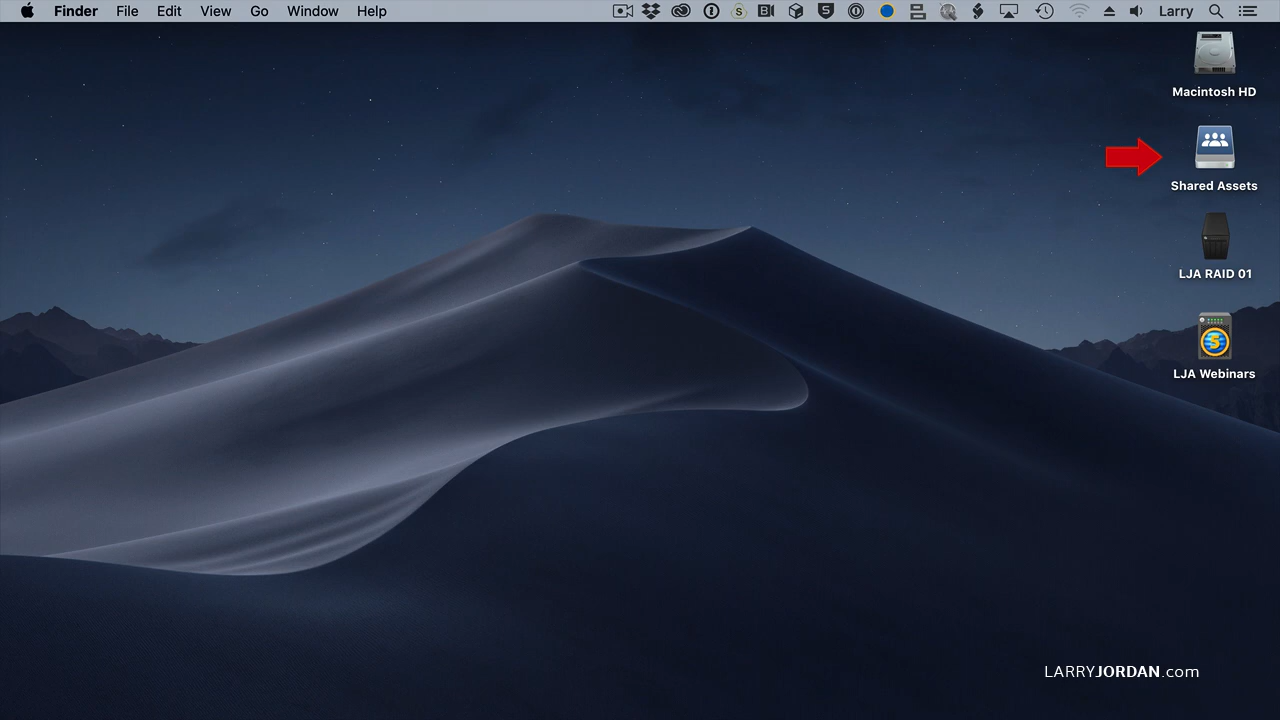 Finder File Edit View Go Window Help Larry
Macintosh HD
Shared Assets
LJA RAID 01
LJA Webinars
LARRYJORDAN.com